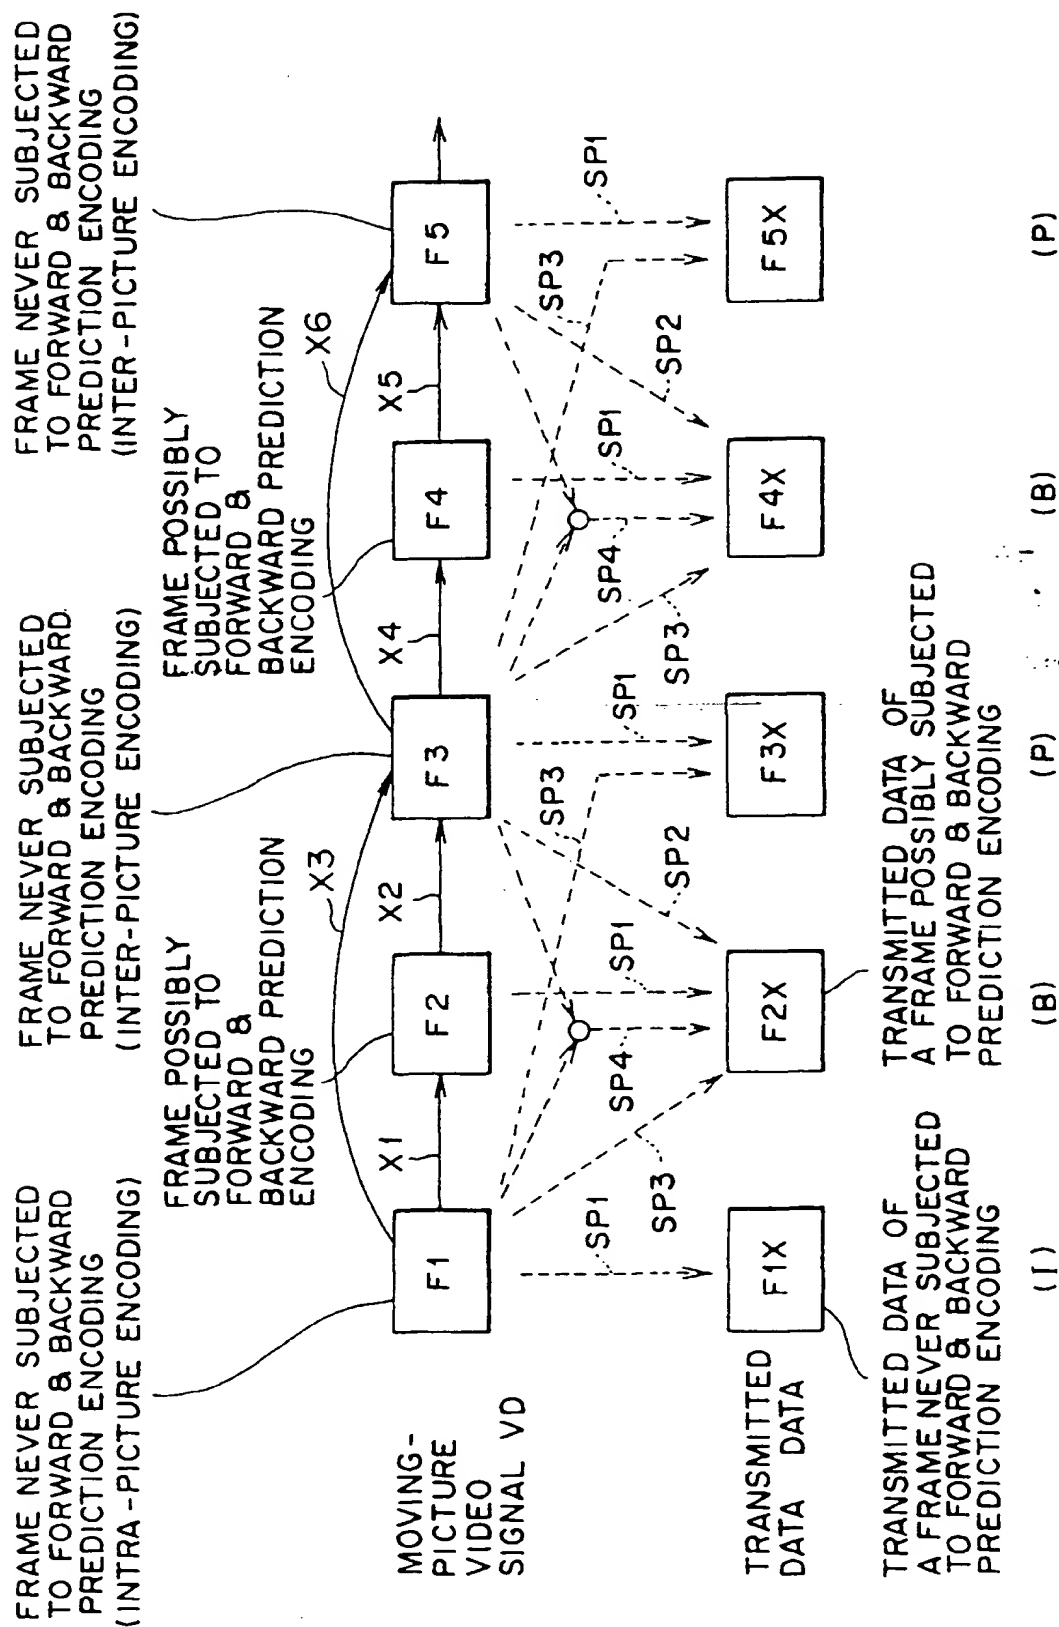 FRAME NEVER SUBJECTED
TO FORWARD & BACKWARD
PREDICTION ENCODING
(INTRA-PICTURE ENCODING)
FRAME NEVER SUBJECTED
TO FORWARD & BACKWARD
PREDICTION ENCODING
(INTER-PICTURE ENCODING)
FRAME NEVER SUBJECTED
TO FORWARD & BACKWARD
PREDICTION ENCODING
(INTER-PICTURE ENCODING)
FRAME POSSIBLY
SUBJECTED TO
FORWARD &
BACKWARD PREDICTION
ENCODING
FRAME POSSIBLY
SUBJECTED TO
FORWARD &
BACKWARD PREDICTION
ENCODING
X3
X6
X1
X2
X4
X5
MOVING-
PICTURE
VIDEO
SIGNAL VD
F1
F2
F3
F4
F5
SP1
SP3
SP4
SP1
SP2
SP3
SP1
SP3
SP4
SP1
SP2
SP3
SP1
TRANSMITTED
DATA DATA
F1X
F2X
F3X
F4X
F5X
TRANSMITTED DATA OF
A FRAME NEVER SUBJECTED
TO FORWARD & BACKWARD
PREDICTION ENCODING
TRANSMITTED DATA OF
A FRAME POSSIBLY SUBJECTED
TO FORWARD & BACKWARD
PREDICTION ENCODING
(I)
(B)
(P)
(B)
(P)